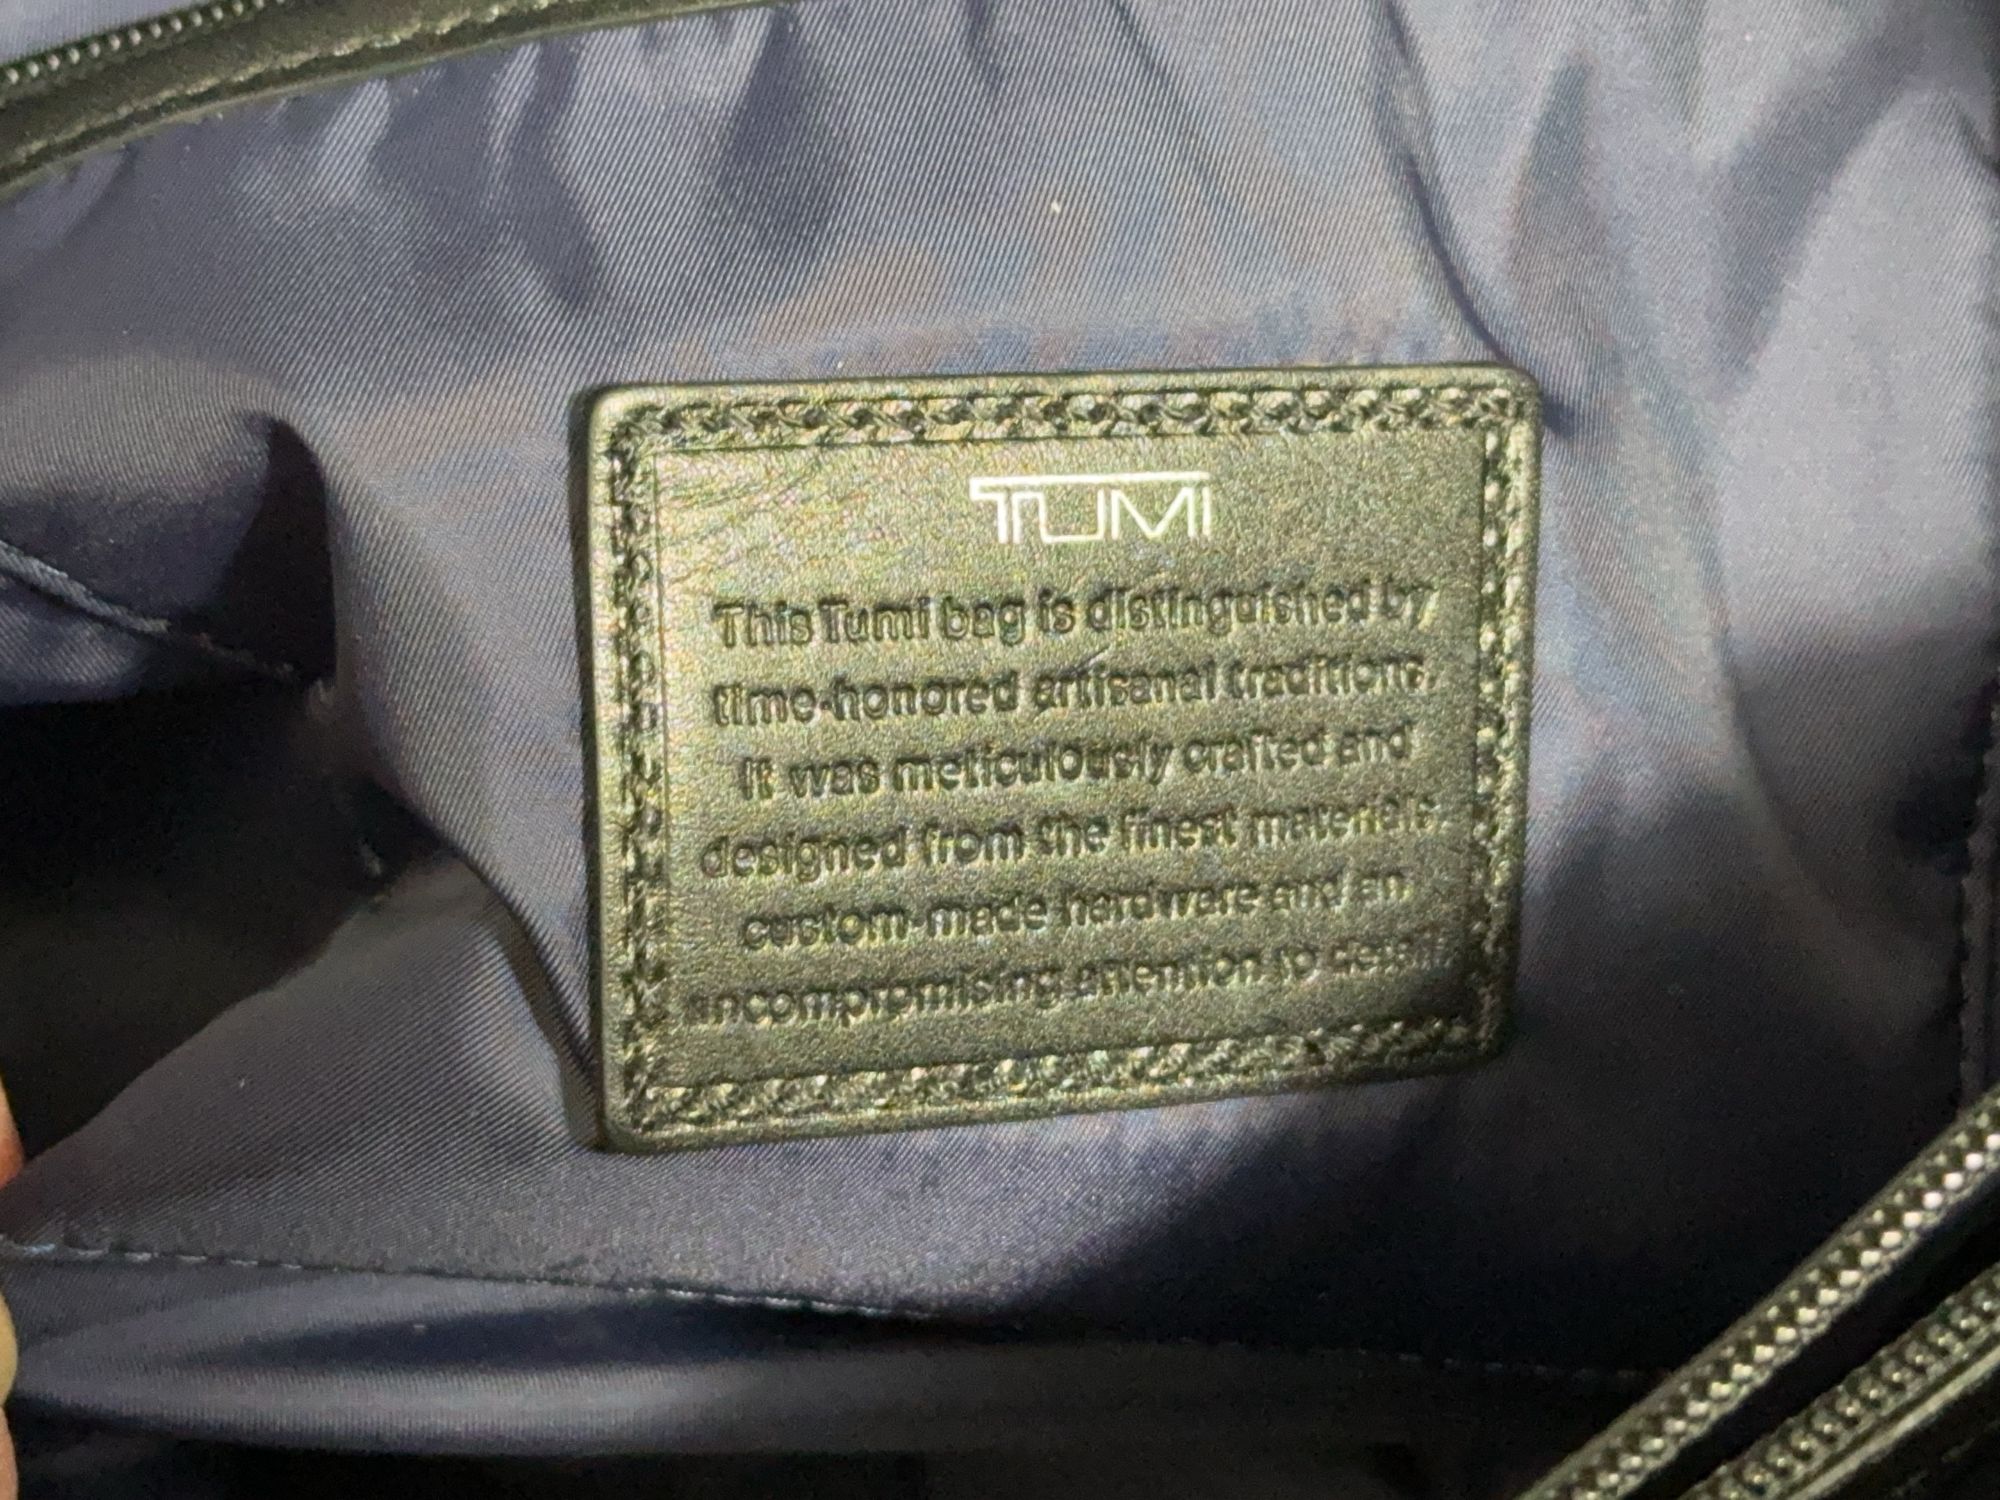 TUMI
This Tumi bag is distinguished by
time-honored artisanal traditions.
It was meticulously crafted and
designed from the finest materials,
custom-made hardware and an
uncompromising attention to detail.